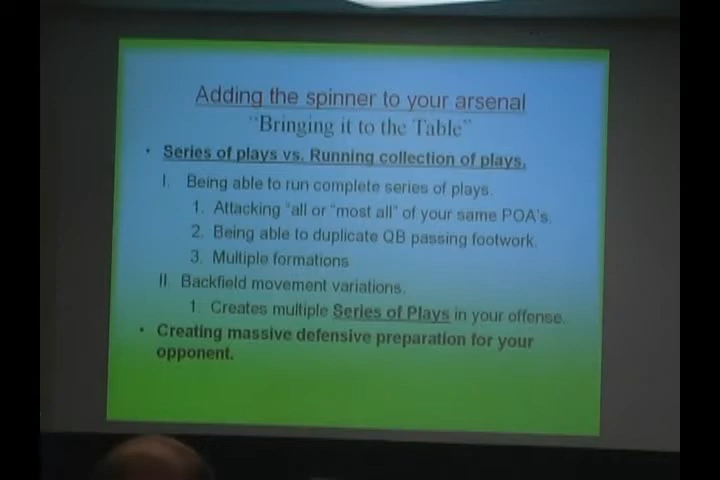 Adding the spinner to your arsenal
"Bringing it to the Table"
• Series of plays vs. Running collection of plays.
I. Being able to run complete series of plays.
1. Attacking "all or "most all" of your same POA's.
2. Being able to duplicate QB passing footwork.
3. Multiple formations
II. Backfield movement variations.
1. Creates multiple Series of Plays in your offense.
• Creating massive defensive preparation for your
opponent.